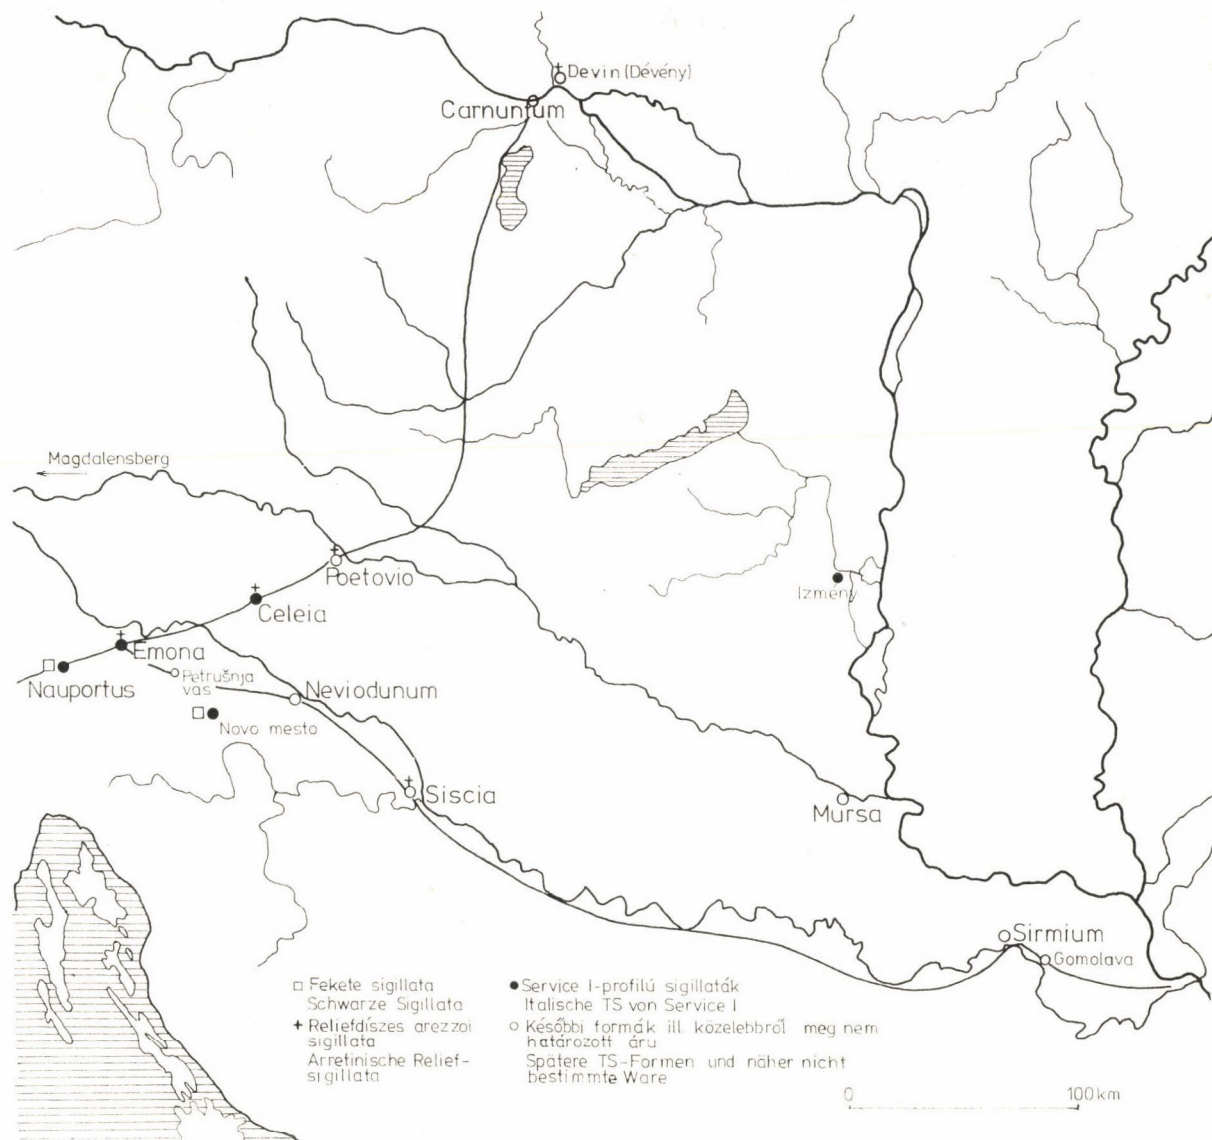 Devin (Dévény)
Carnuntum
Magdalensberg
Poetovio
Izmény
Celeia
Emona
Petrušnja
vas
Nauportus
Neviodunum
Novo mesto
Siscia
Mursa
Sirmium
Gomolava
Fekete sigillata
Schwarze Sigillata
Reliefdíszes arezzoi
sigillata
Arretinische Relief-
sigillata
Service I-profilú sigillaták
Italische TS von Service I
Későbbi formák ill. közelebbről meg nem
határozott áru
Spätere TS-Formen und näher nicht
bestimmte Ware
0 100 km